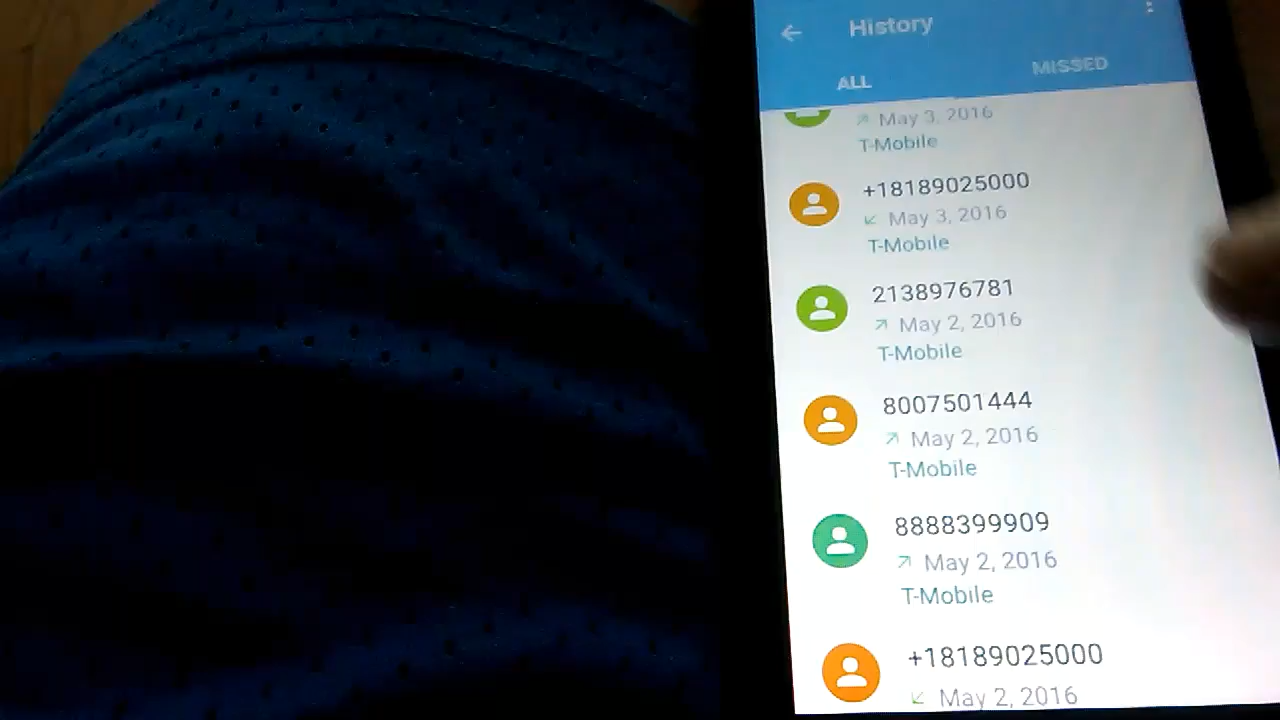 History
ALL
MISSED
May 3, 2016
T-Mobile
+18189025000
May 3, 2016
T-Mobile
2138976781
May 2, 2016
T-Mobile
8007501444
May 2, 2016
T-Mobile
8888399909
May 2, 2016
T-Mobile
+18189025000
May 2, 2016